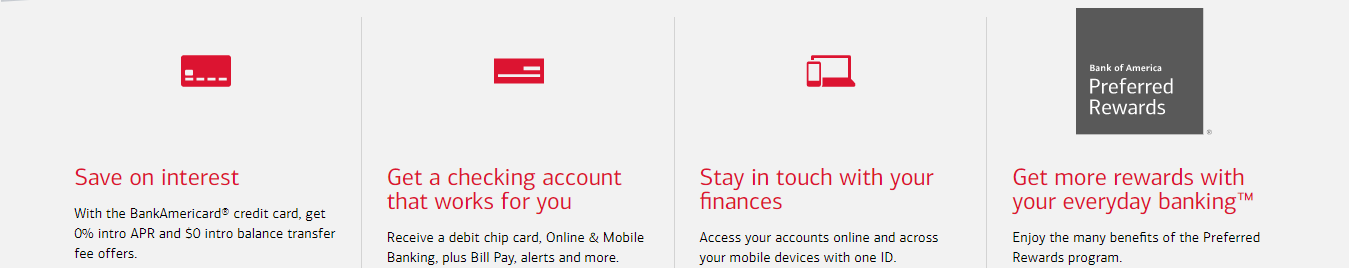 Bank of America
Preferred
Rewards
®
Save on interest
With the BankAmericard® credit card, get
0% intro APR and $0 intro balance transfer
fee offers.
Get a checking account
that works for you
Receive a debit chip card, Online & Mobile
Banking, plus Bill Pay, alerts and more.
Stay in touch with your
finances
Access your accounts online and across
your mobile devices with one ID.
Get more rewards with
your everyday banking™
Enjoy the many benefits of the Preferred
Rewards program.